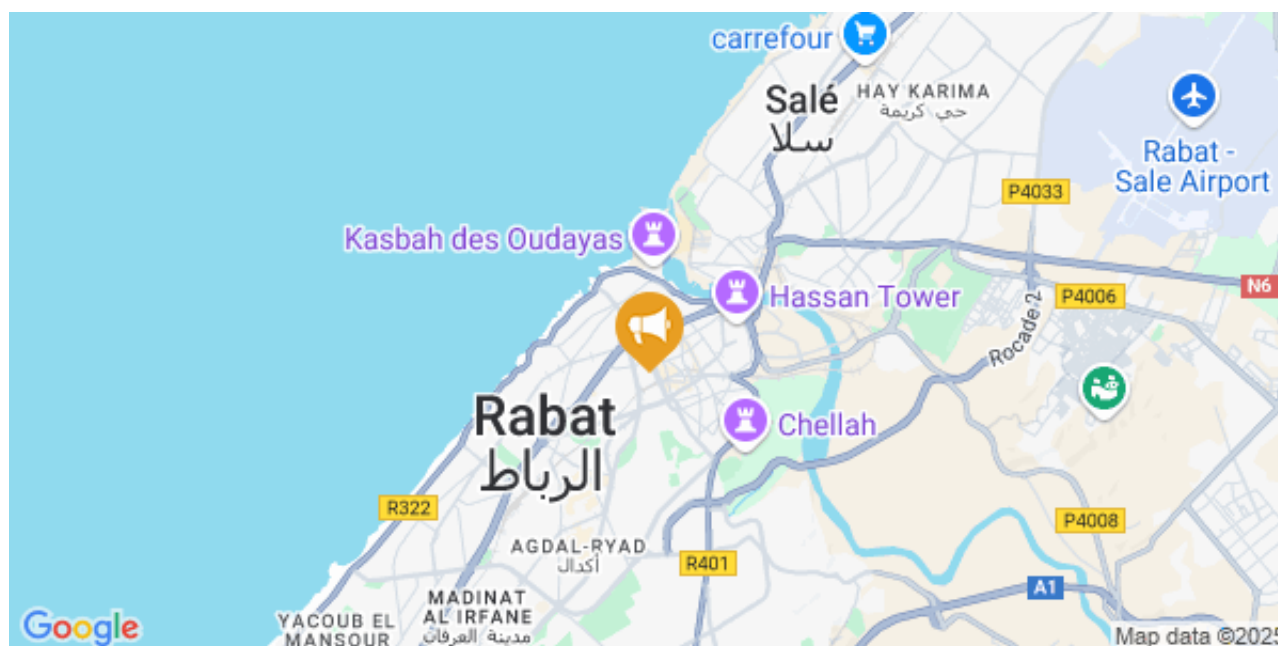 carrefour
Salé
سلا
HAY KARIMA
حي كريمة
Rabat -
Sale Airport
P4033
Kasbah des Oudayas
N6
Hassan Tower
P4006
Rocade 2
Rabat
الرباط
Chellah
R322
P4008
AGDAL-RYAD
أكدال
R401
A1
MADINAT
AL IRFANE
مدينة العرفان
YACOUB EL
MANSOUR
Google
Map data ©2025